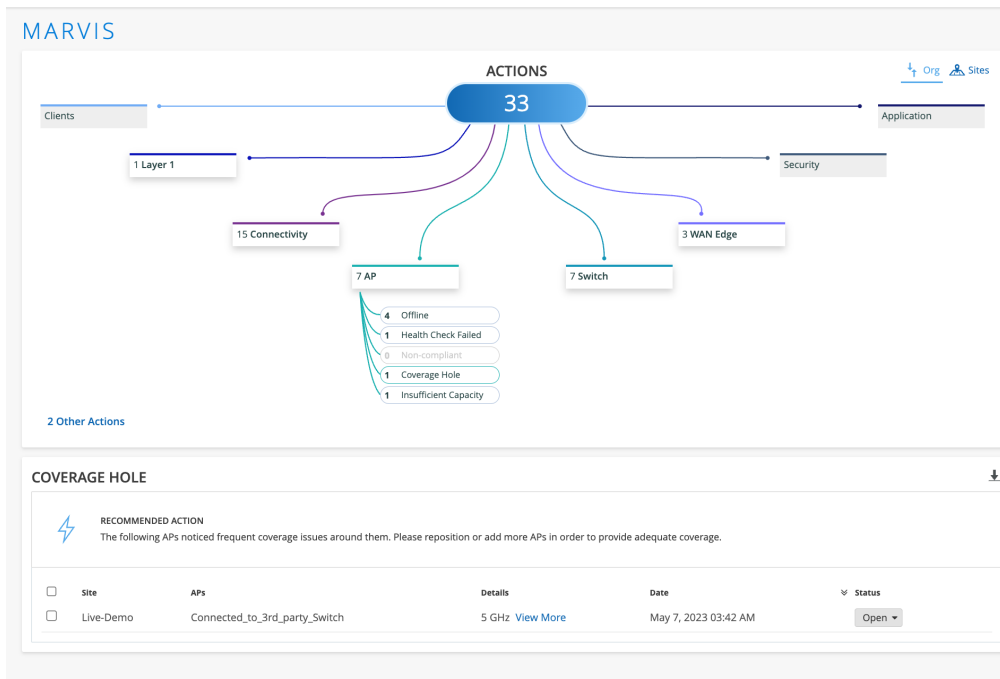 MARVIS
ACTIONS
Org
Sites
33
Clients
Application
1 Layer 1
Security
15 Connectivity
3 WAN Edge
7 AP
7 Switch
4 Offline
1 Health Check Failed
0 Non-compliant
1 Coverage Hole
1 Insufficient Capacity
2 Other Actions
COVERAGE HOLE
RECOMMENDED ACTION
The following APs noticed frequent coverage issues around them. Please reposition or add more APs in order to provide adequate coverage.
Site APs Details Date Status
Live-Demo Connected_to_3rd_party_Switch 5 GHz View More May 7, 2023 03:42 AM Open